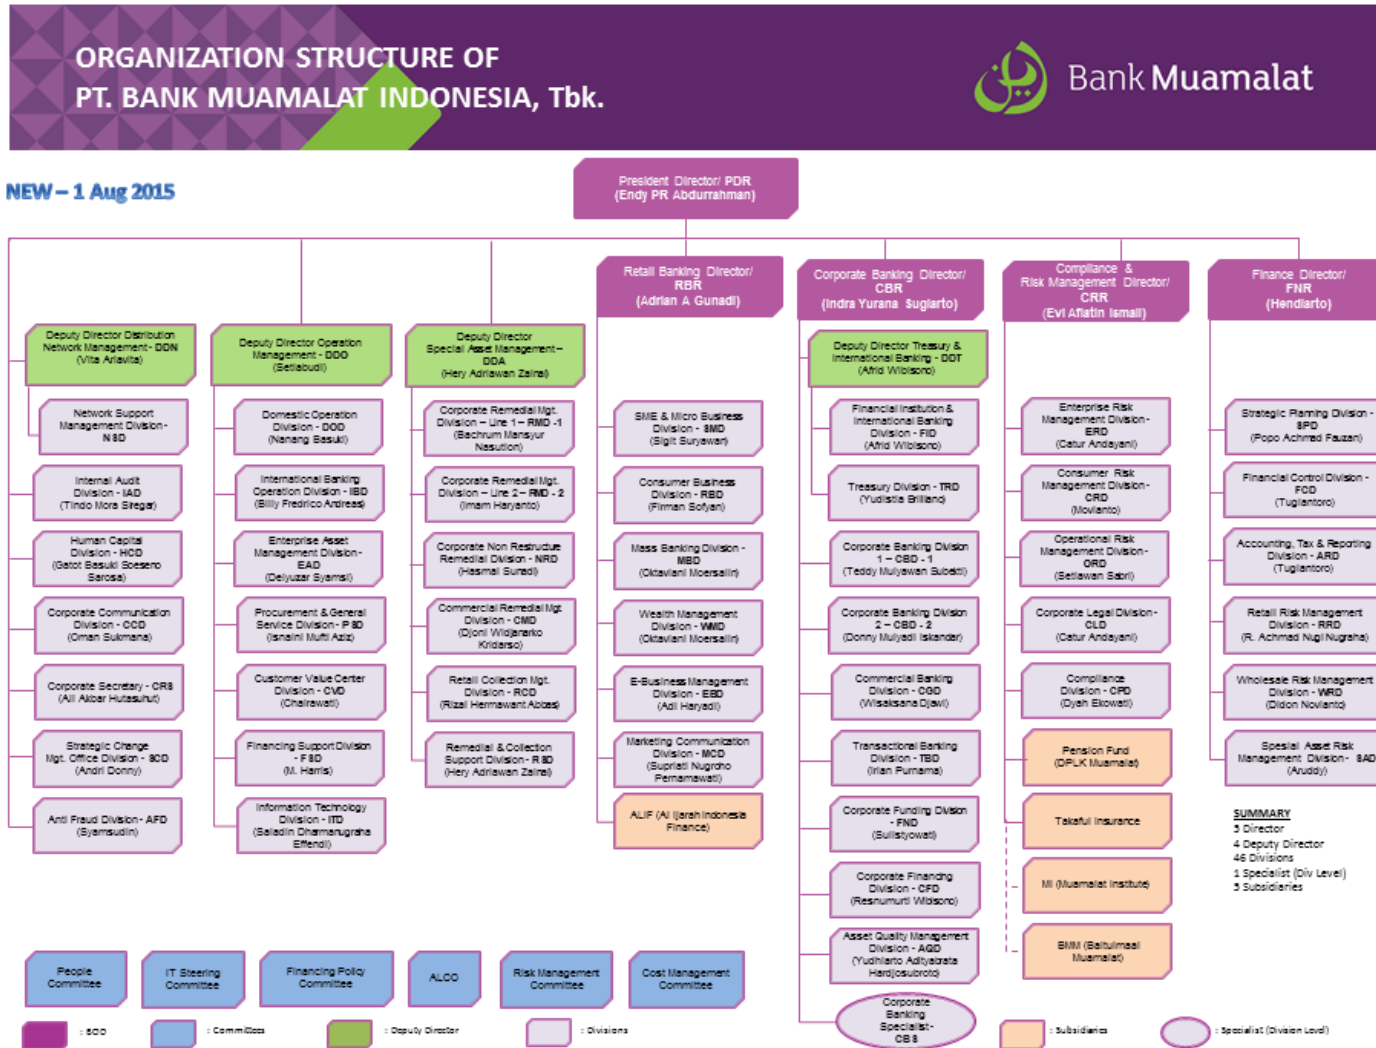 ORGANIZATION STRUCTURE OF
PT. BANK MUAMALAT INDONESIA, Tbk.
Bank Muamalat
NEW – 1 Aug 2015
President Director/ PDR
(Endy PR Abdurrahman)
Retail Banking Director/
RBR
(Adrian A Gunadi)
Corporate Banking Director/
CBR
(Indra Yurana Sugiarto)
Compliance &
Risk Management Director/
CRR
(Evi Afiatin Ismail)
Finance Director/
FNR
(Hendiarto)
Deputy Director Distribution
Network Management - DDN
(Vita Ariavita)
Network Support
Management Division -
NSD
Internal Audit
Division - IAD
(Tindo Mora Siregar)
Human Capital
Division - HCD
(Gatot Basuki Soeseno
Sarosa)
Corporate Communication
Division - CCD
(Oman Sukmana)
Corporate Secretary - CRS
(Ali Akbar Hutasuhut)
Strategic Change
Mgt. Office Division - SCD
(Andri Donny)
Anti Fraud Division - AFD
(Syamsudin)
Deputy Director Operation
Management - DDO
(Setiabudi)
Domestic Operation
Division - DOD
(Nanang Basuki)
International Banking
Operation Division - IBD
(Billy Fredrico Andreas)
Enterprise Asset
Management Division -
EAD
(Delyuzar Syamsi)
Procurement & General
Service Division - PSD
(Isnaini Mufti Aziz)
Customer Value Center
Division - CVD
(Chairawati)
Financing Support Division
- FSD
(M. Harris)
Information Technology
Division - ITD
(Saladin Dharmanugraha
Effendi)
Deputy Director
Special Asset Management –
DDA
(Hery Adriawan Zainal)
Corporate Remedial Mgt.
Division – Line 1 – RMD -1
(Bachrum Mansyur
Nasution)
Corporate Remedial Mgt.
Division – Line 2 – RMD - 2
(Imam Haryanto)
Corporate Non Restructure
Remedial Division - NRD
(Hasmal Sunadi)
Commercial Remedial Mgt
Division - CMD
(Djoni Widjanarko
Kridarso)
Retail Collection Mgt.
Division - RCD
(Rizal Hermawant Abbas)
Remedial & Collection
Support Division - RSD
(Hery Adriawan Zainal)
SME & Micro Business
Division - SMD
(Sigit Suryawan)
Consumer Business
Division - RBD
(Firman Sofyan)
Mass Banking Division -
MBD
(Oktaviani Moersalin)
Wealth Management
Division - WMD
(Oktaviani Moersalin)
E-Business Management
Division - EBD
(Adi Haryadi)
Marketing Communication
Division - MCD
(Supriati Nugroho
Pernamawati)
ALIF (Al Ijarah Indonesia
Finance)
Deputy Director Treasury &
International Banking - DDT
(Afrid Wibisono)
Financial Institution &
International Banking
Division - FID
(Afrid Wibisono)
Treasury Division - TRD
(Yudistia Brilliano)
Corporate Banking Division
1 – CBD - 1
(Teddy Mulyawan Subekti)
Corporate Banking Division
2 – CBD - 2
(Donny Mulyadi Iskandar)
Commercial Banking
Division - CGD
(Wisaksana Djawi)
Transactional Banking
Division - TBD
(Irian Purnama)
Corporate Funding Division
- FND
(Sulistyowati)
Corporate Financing
Division - CFD
(Resnumurti Wibisono)
Asset Quality Management
Division - AQD
(Yudhiarto Adityabrata
Hardjosubroto)
Corporate
Banking
Specialist-
CBS
Enterprise Risk
Management Division -
ERD
(Catur Andayani)
Consumer Risk
Management Division-
CRD
(Movianto)
Operational Risk
Management Division -
ORD
(Setiawan Sabri)
Corporate Legal Division -
CLD
(Catur Andayani)
Compliance
Division - CPD
(Dyah Ekowati)
Pension Fund
(DPLK Muamalat)
Takaful Insurance
MI (Muamalat Institute)
BMM (Baitulmaal
Muamalat)
Strategic Planning Division -
SPD
(Popo Achmad Fauzan)
Financial Control Division -
FCD
(Tugiantoro)
Accounting, Tax & Reporting
Division - ARD
(Tugiantoro)
Retail Risk Management
Division - RRD
(R. Achmad Nugi Nugraha)
Wholesale Risk Management
Division - WRD
(Didon Novianto)
Spesial Asset Risk
Management Division - SAD
(Aruddy)
SUMMARY
5 Director
4 Deputy Director
46 Divisions
1 Specialist (Div Level)
5 Subsidiaries
People
Committee
IT Steering
Committee
Financing Policy
Committee
ALCO
Risk Management
Committee
Cost Management
Committee
: BOD
: Committees
: Deputy Director
: Divisions
: Subsidiaries
: Specialist (Division Level)